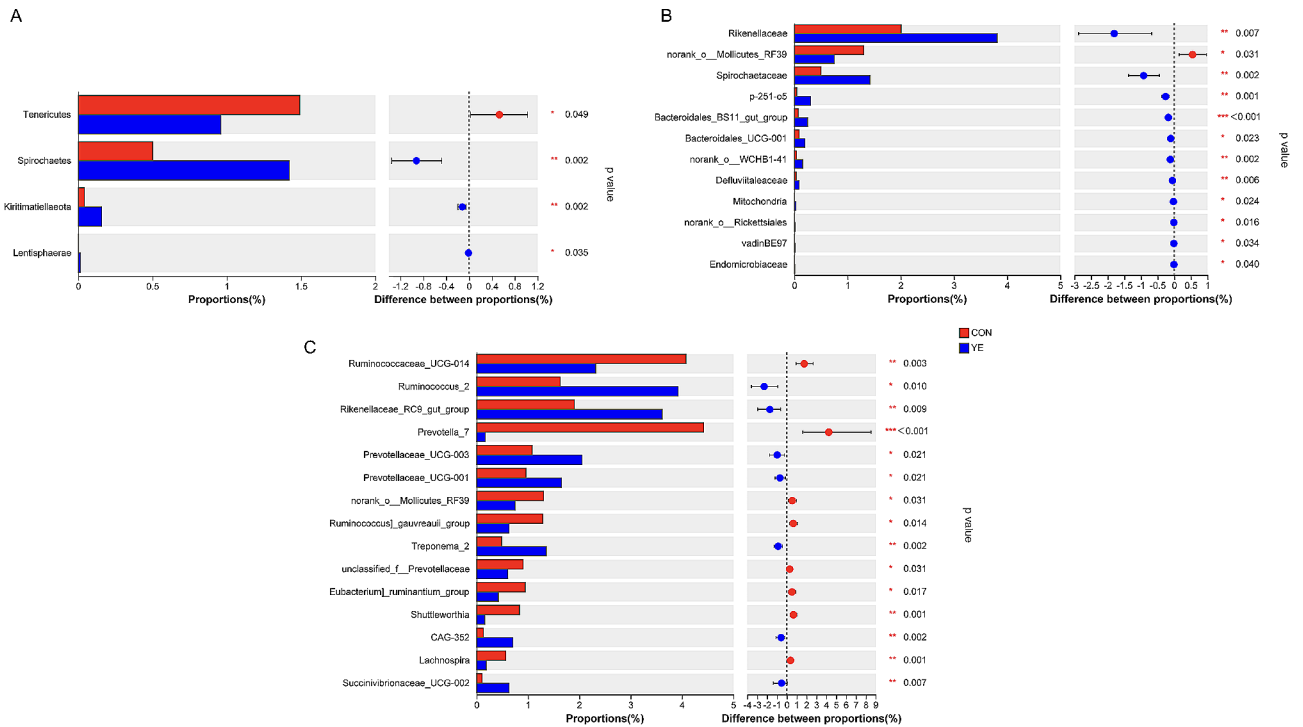 A
Tenericutes
* 0.049
Spirochaetes
** 0.002
Kiritimatiellaeota
** 0.002
Lentisphaerae
* 0.035
p value
0 0.5 1 1.5 2
-1.2 -0.8 -0.4 0 0.4 0.8 1.2
Proportions(%)
Difference between proportions(%)
B
Rikenellaceae
** 0.007
norank_o__Mollicutes_RF39
* 0.031
Spirochaetaceae
** 0.002
p-251-o5
** 0.001
Bacteroidales_BS11_gut_group
*** <0.001
Bacteroidales_UCG-001
* 0.023
norank_o__WCHB1-41
** 0.002
Defluviitaleaceae
** 0.006
Mitochondria
* 0.024
norank_o__Rickettsiales
* 0.016
vadinBE97
* 0.034
Endomicrobiaceae
* 0.040
p value
0 1 2 3 4 5
-3 -2.5 -2 -1.5 -1 -0.5 0 0.5 1
Proportions(%)
Difference between proportions(%)
CON
YE
C
Ruminococcaceae_UCG-014
** 0.003
Ruminococcus_2
* 0.010
Rikenellaceae_RC9_gut_group
** 0.009
Prevotella_7
*** <0.001
Prevotellaceae_UCG-003
* 0.021
Prevotellaceae_UCG-001
* 0.021
norank_o__Mollicutes_RF39
* 0.031
Ruminococcus]_gauvreauii_group
* 0.014
Treponema_2
** 0.002
unclassified_f__Prevotellaceae
* 0.031
Eubacterium]_ruminantium_group
* 0.017
Shuttleworthia
** 0.001
CAG-352
** 0.002
Lachnospira
** 0.001
Succinivibrionaceae_UCG-002
** 0.007
p value
0 1 2 3 4 5
-4 -3 -2 -1 0 1 2 3 4 5 6 7 8 9
Proportions(%)
Difference between proportions(%)